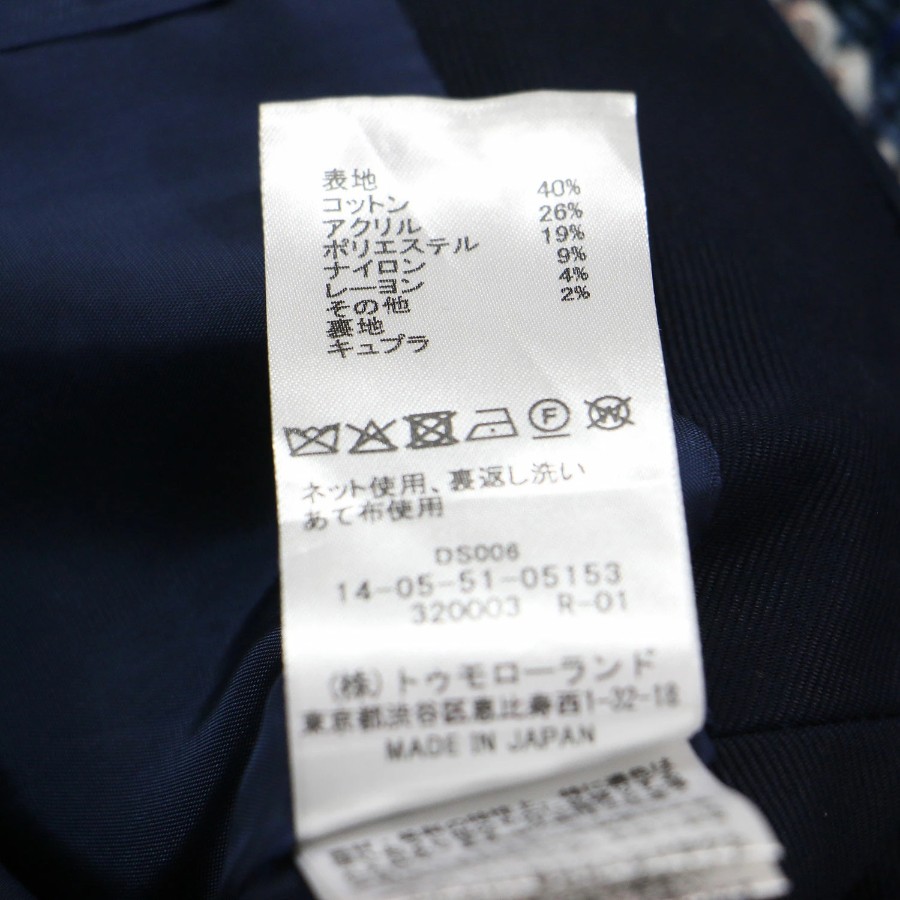 表地
コットン 40%
アクリル 26%
ポリエステル 19%
ナイロン 9%
レーヨン 4%
その他 2%
裏地
キュプラ
F
W
ネット使用、裏返し洗い
あて布使用
DS006
14-05-51-05153
320003 R-01
(株)トゥモローランド
東京都渋谷区恵比寿西1-32-18
MADE IN JAPAN